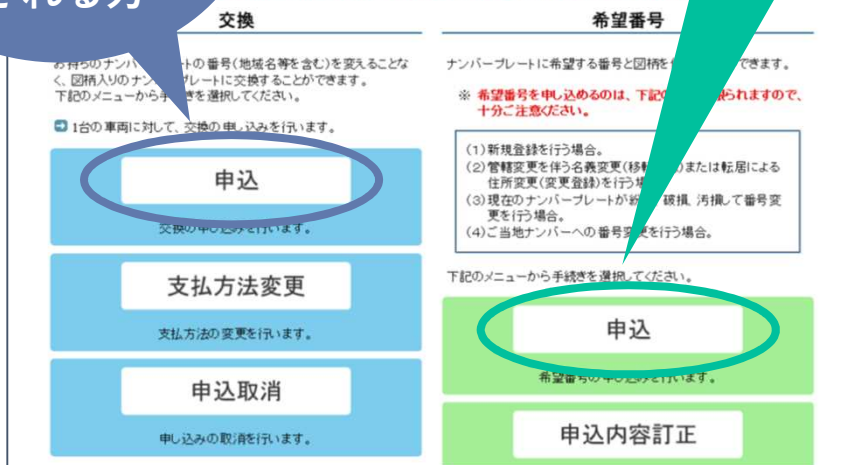 される方
交換
お持ちのナンバープレートの番号(地域名等を含む)を変えることな
く、図柄入りのナンバープレートに交換することができます。
下記のメニューから手続きを選択してください。
1台の車両に対して、交換の申し込みを行います。
申込
交換の申し込みを行います。
支払方法変更
支払方法の変更を行います。
申込取消
申し込みの取消を行います。
希望番号
ナンバープレートに希望する番号と図柄を できます。
※ 希望番号を申し込めるのは、下記の られますので、
十分ご注意ください。
(1)新規登録を行う場合。
(2)管轄変更を伴う名義変更(移転 )または転居による
住所変更(変更登録)を行う場
(3)現在のナンバープレートが紛 破損、汚損して番号変
更を行う場合。
(4)ご当地ナンバーへの番号変更を行う場合。
下記のメニューから手続きを選択してください。
申込
希望番号の申し込みを行います。
申込内容訂正